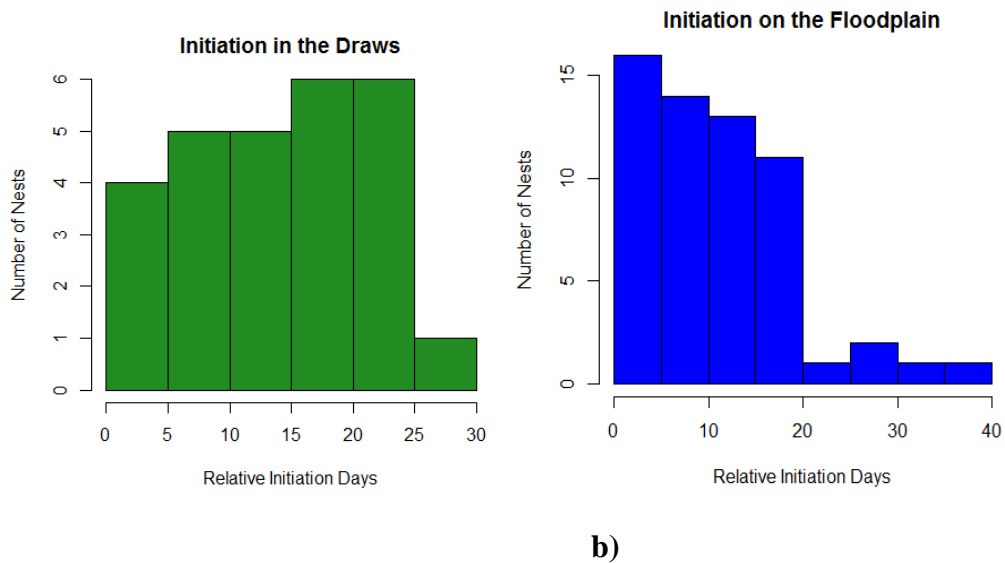 Initiation in the Draws
Number of Nests
6
5
4
3
2
1
0
0 5 10 15 20 25 30
Relative Initiation Days
Initiation on the Floodplain
Number of Nests
15
10
5
0
0 10 20 30 40
Relative Initiation Days
b)